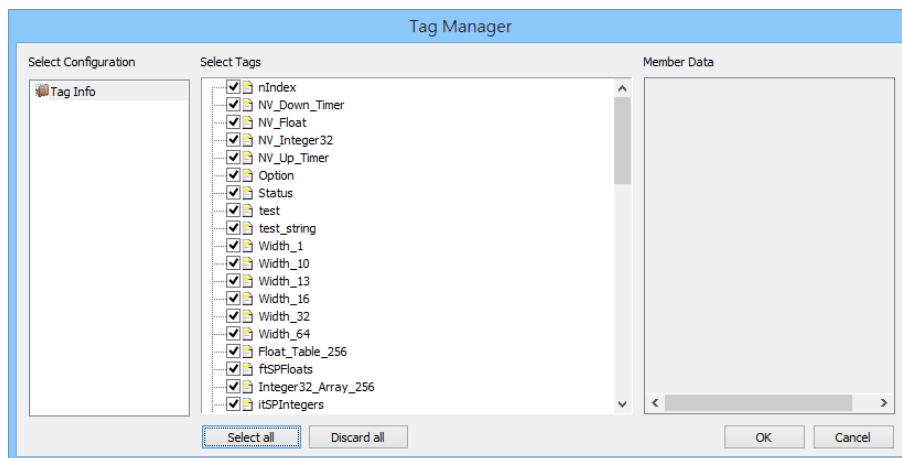 Tag Manager
Select Configuration
Select Tags
Member Data
Tag Info
nIndex
NV_Down_Timer
NV_Float
NV_Integer32
NV_Up_Timer
Option
Status
test
test_string
Width_1
Width_10
Width_13
Width_16
Width_32
Width_64
Float_Table_256
ftSPFloats
Integer32_Array_256
itSPIntegers
Select all
Discard all
OK
Cancel